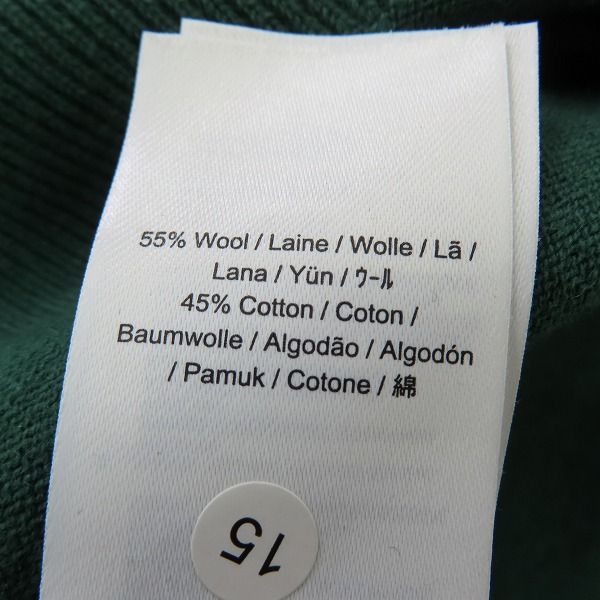 55% Wool / Laine / Wolle / Lã /
Lana / Yün / ウール
45% Cotton / Coton /
Baumwolle / Algodão / Algodón
/ Pamuk / Cotone / 綿
15